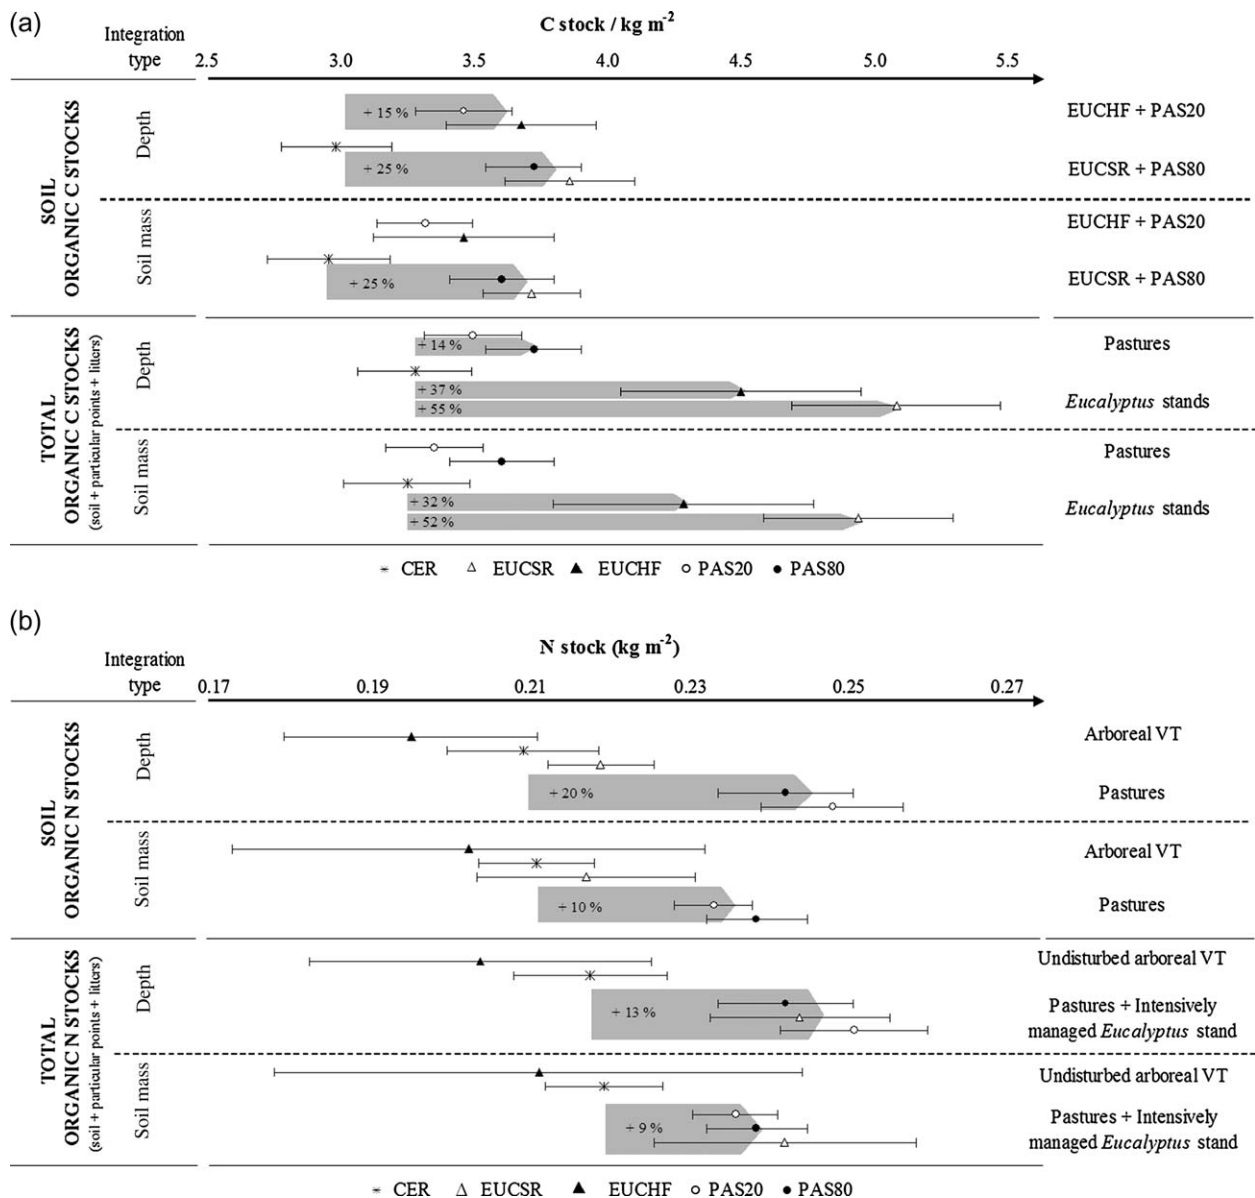 (a)
C stock / kg m-2
Integration
type
2.5 3.0 3.5 4.0 4.5 5.0 5.5
SOIL
ORGANIC C STOCKS
Depth
+ 15 %
EUCHF + PAS20
+ 25 %
EUCSR + PAS80
Soil mass
EUCHF + PAS20
+ 25 %
EUCSR + PAS80
TOTAL
ORGANIC C STOCKS
(soil + particular points + litters)
Depth
+ 14 %
Pastures
+ 37 %
+ 55 %
Eucalyptus stands
Soil mass
Pastures
+ 32 %
+ 52 %
Eucalyptus stands
CER EUCSR EUCHF PAS20 PAS80
(b)
N stock (kg m-2)
Integration
type
0.17 0.19 0.21 0.23 0.25 0.27
SOIL
ORGANIC N STOCKS
Depth
Arboreal VT
+ 20 %
Pastures
Soil mass
Arboreal VT
+ 10 %
Pastures
TOTAL
ORGANIC N STOCKS
(soil + particular points + litters)
Depth
Undisturbed arboreal VT
+ 13 %
Pastures + Intensively
managed Eucalyptus stand
Soil mass
Undisturbed arboreal VT
+ 9 %
Pastures + Intensively
managed Eucalyptus stand
CER EUCSR EUCHF PAS20 PAS80